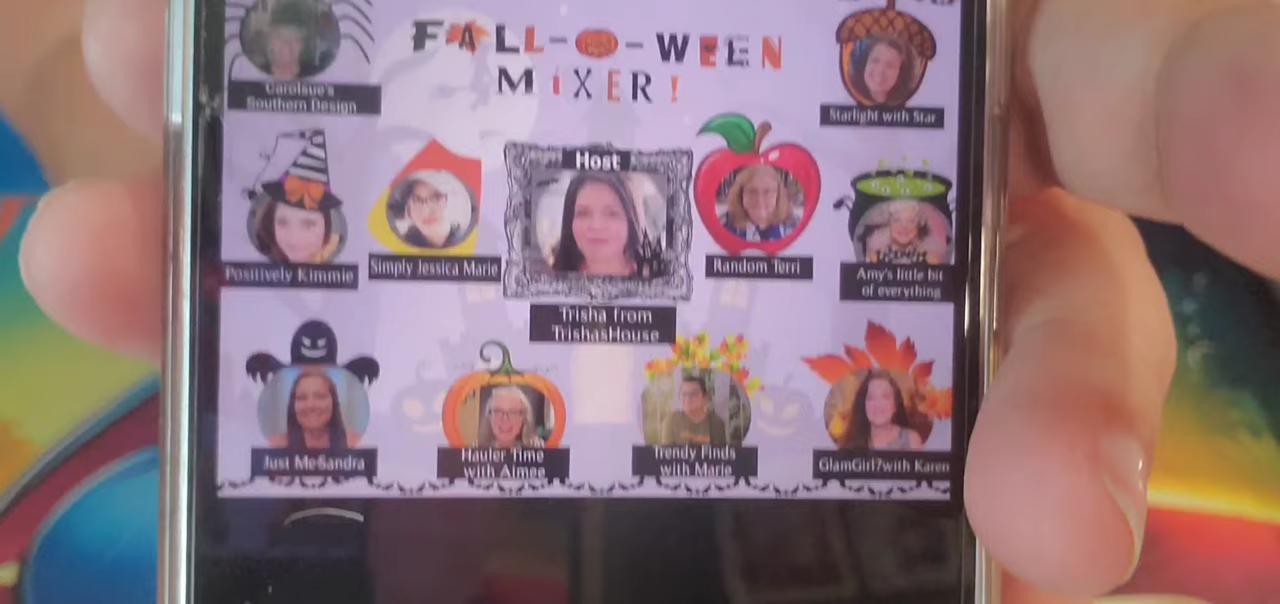 FALL-O-WEEN
MIXER!
Carolsue's
Southern Design
Starlight with Star
Host
Positively Kimmie
Simply Jessica Marie
Random Terri
Amy's little bit
of everything
Trisha from
TrishasHouse
Just MeSandra
Hauler Time
with Aimee
Trendy Finds
with Marie
GlamGirl7with Karen